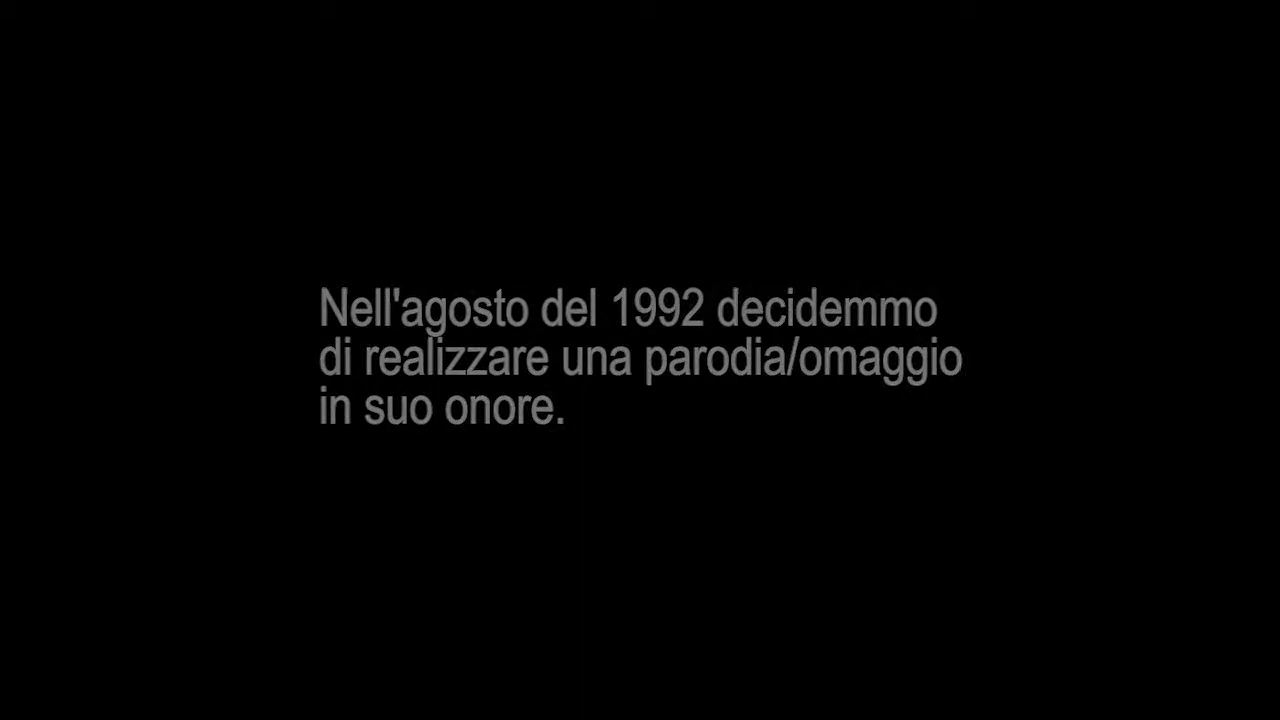 Nell'agosto del 1992 decidemmo
di realizzare una parodia/omaggio
in suo onore.